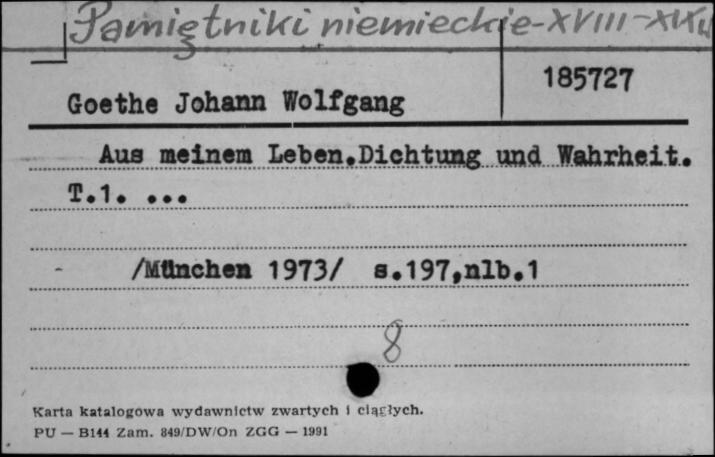 Pamiętniki niemieckie-XVIII-XIXw
185727
Goethe Johann Wolfgang
Aus meinem Leben.Dichtung und Wahrheit.
T.1. ...
- /München 1973/ s.197,nlb.1
8
Karta katalogowa wydawnictw zwartych i ciągłych.
PU — B144 Zam. 849/DW/On ZGG — 1991